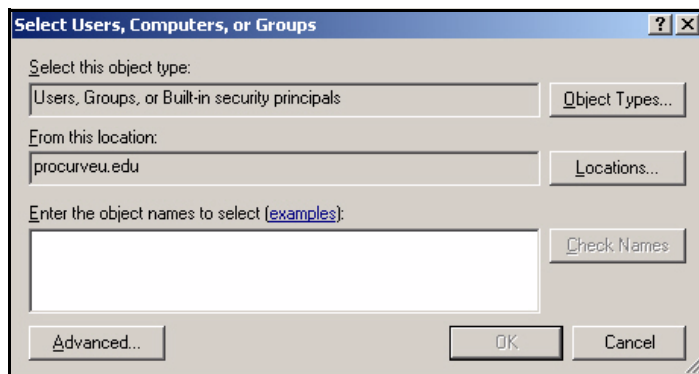 Select Users, Computers, or Groups
Select this object type:
Users, Groups, or Built-in security principals
Object Types...
From this location:
procurveu.edu
Locations...
Enter the object names to select (examples):
Check Names
Advanced...
OK
Cancel